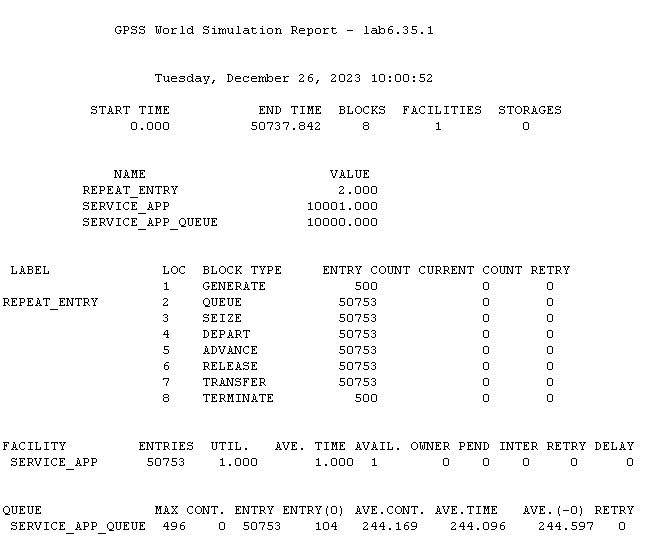 GPSS World Simulation Report - lab6.35.1
Tuesday, December 26, 2023 10:00:52
START TIME END TIME BLOCKS FACILITIES STORAGES
0.000 50737.842 8 1 0
NAME VALUE
REPEAT_ENTRY 2.000
SERVICE_APP 10001.000
SERVICE_APP_QUEUE 10000.000
LABEL LOC BLOCK TYPE ENTRY COUNT CURRENT COUNT RETRY
1 GENERATE 500 0 0
REPEAT_ENTRY 2 QUEUE 50753 0 0
3 SEIZE 50753 0 0
4 DEPART 50753 0 0
5 ADVANCE 50753 0 0
6 RELEASE 50753 0 0
7 TRANSFER 50753 0 0
8 TERMINATE 500 0 0
FACILITY ENTRIES UTIL. AVE. TIME AVAIL. OWNER PEND INTER RETRY DELAY
SERVICE_APP 50753 1.000 1.000 1 0 0 0 0 0
QUEUE MAX CONT. ENTRY ENTRY(0) AVE.CONT. AVE.TIME AVE.(-0) RETRY
SERVICE_APP_QUEUE 496 0 50753 104 244.169 244.096 244.597 0